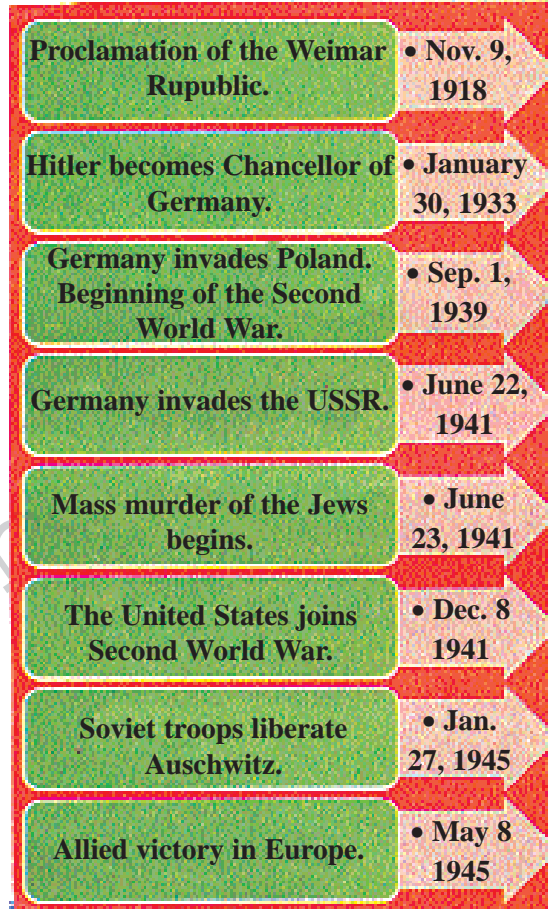 Proclamation of the Weimar
Rupublic.
• Nov. 9,
1918
Hitler becomes Chancellor of
Germany.
• January
30, 1933
Germany invades Poland.
Beginning of the Second
World War.
• Sep. 1,
1939
Germany invades the USSR.
• June 22,
1941
Mass murder of the Jews
begins.
• June
23, 1941
The United States joins
Second World War.
• Dec. 8
1941
Soviet troops liberate
Auschwitz.
• Jan.
27, 1945
Allied victory in Europe.
• May 8
1945